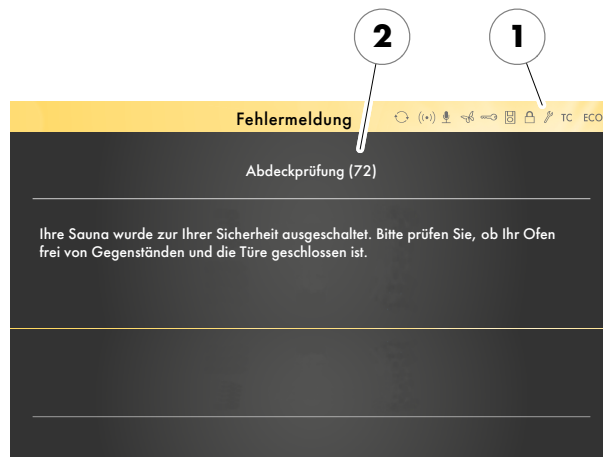 2 1
Fehlermeldung TC ECO
Abdeckprüfung (72)
Ihre Sauna wurde zur Ihrer Sicherheit ausgeschaltet. Bitte prüfen Sie, ob Ihr Ofen
frei von Gegenständen und die Türe geschlossen ist.